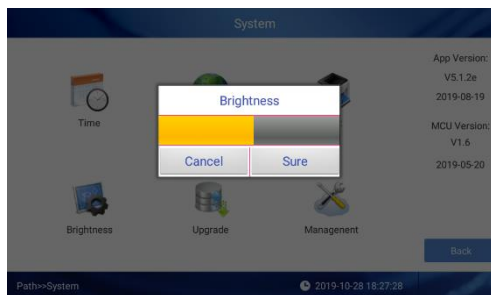 System
App Version:
V5.1.2e
2019-08-19
MCU Version:
V1.6
2019-05-20
Time
Brightness
Cancel Sure
Brightness Upgrade Management
Back
Path>>System 2019-10-28 18:27:28